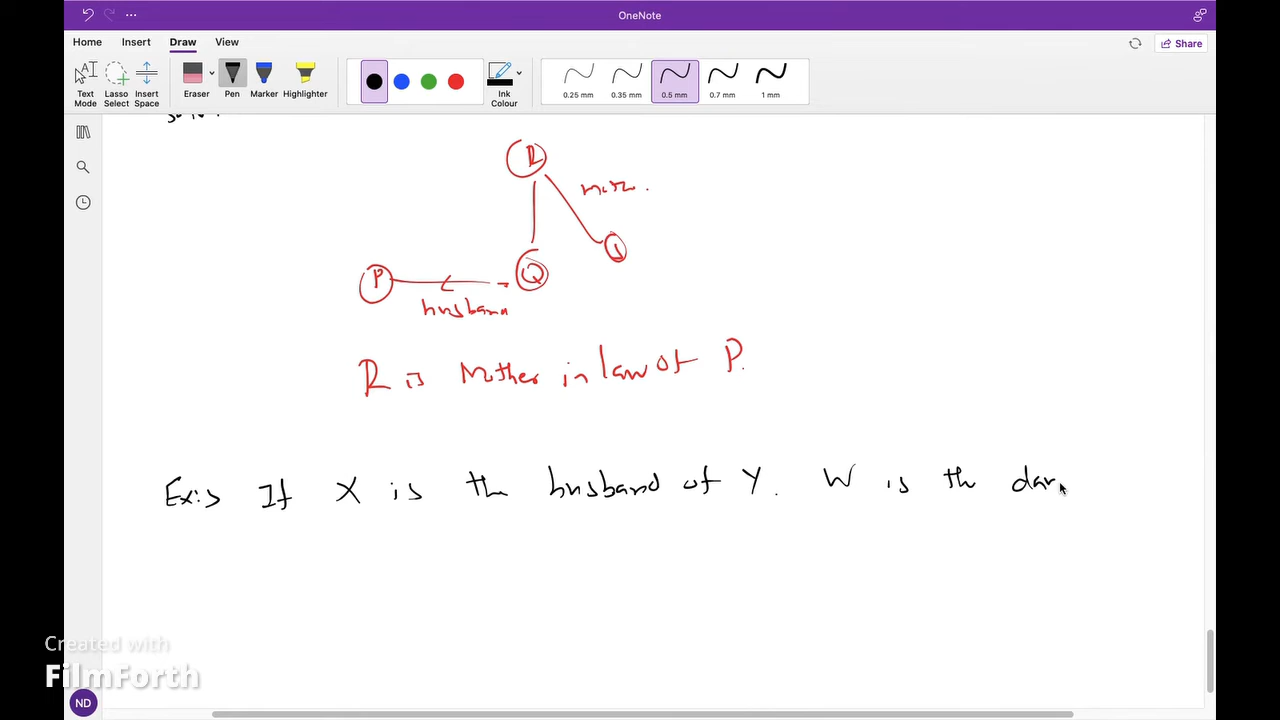 OneNote
Home Insert Draw View
Share
Text Mode
Lasso Select
Insert Space
Eraser
Pen
Marker
Highlighter
Ink Colour
0.25 mm
0.35 mm
0.5 mm
0.7 mm
1 mm
R
P
Q
husband
R is Mother in law of P.
Ex:s If X is the husband of Y. W is the dar
Created with
FilmForth
ND